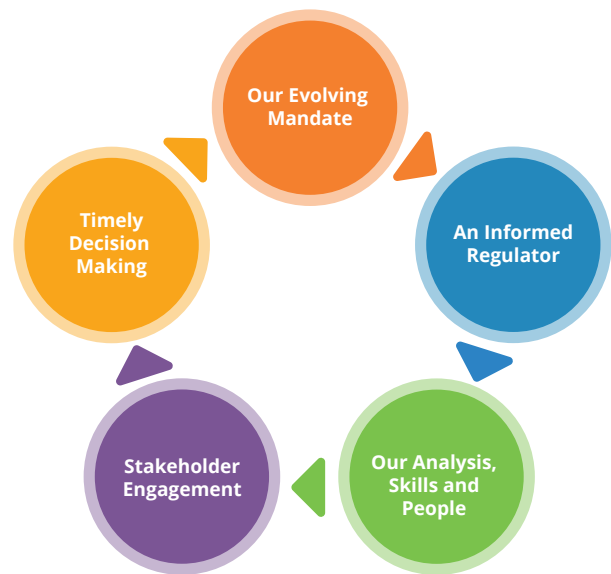 Our Evolving
Mandate
An Informed
Regulator
Our Analysis,
Skills and
People
Stakeholder
Engagement
Timely
Decision
Making